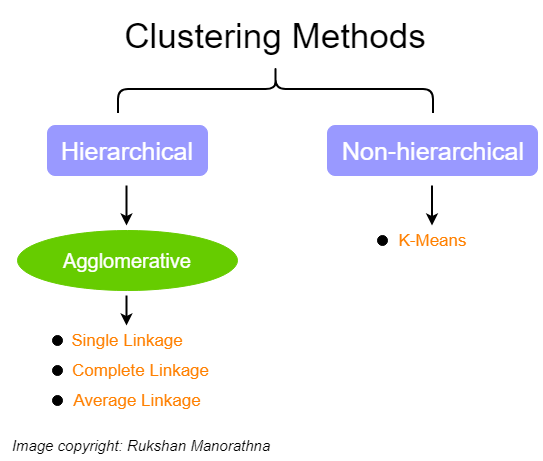 Clustering Methods
Hierarchical
Non-hierarchical
Agglomerative
K-Means
Single Linkage
Complete Linkage
Average Linkage
Image copyright: Rukshan Manorathna